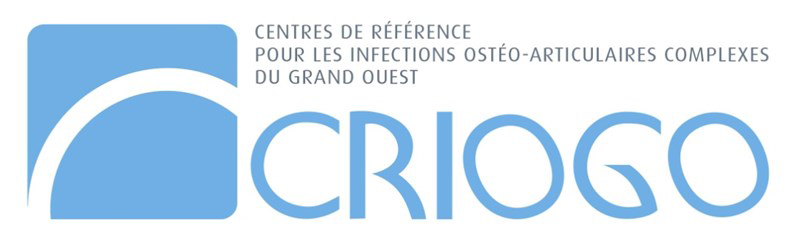 CENTRES DE RÉFÉRENCE
POUR LES INFECTIONS OSTÉO-ARTICULAIRES COMPLEXES
DU GRAND OUEST
CRIOGO